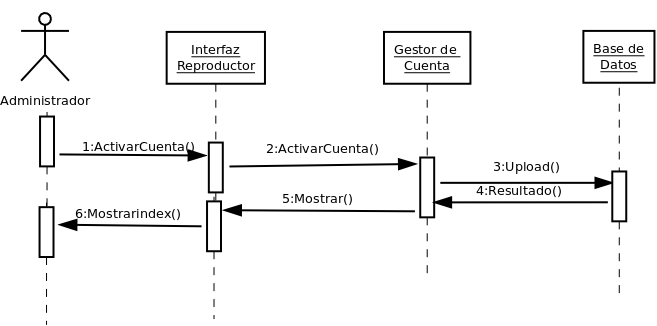 Interfaz
Reproductor
Gestor de
Cuenta
Base de
Datos
Administrador
1:ActivarCuenta()
2:ActivarCuenta()
3:Upload()
4:Resultado()
5:Mostrar()
6:Mostrarindex()